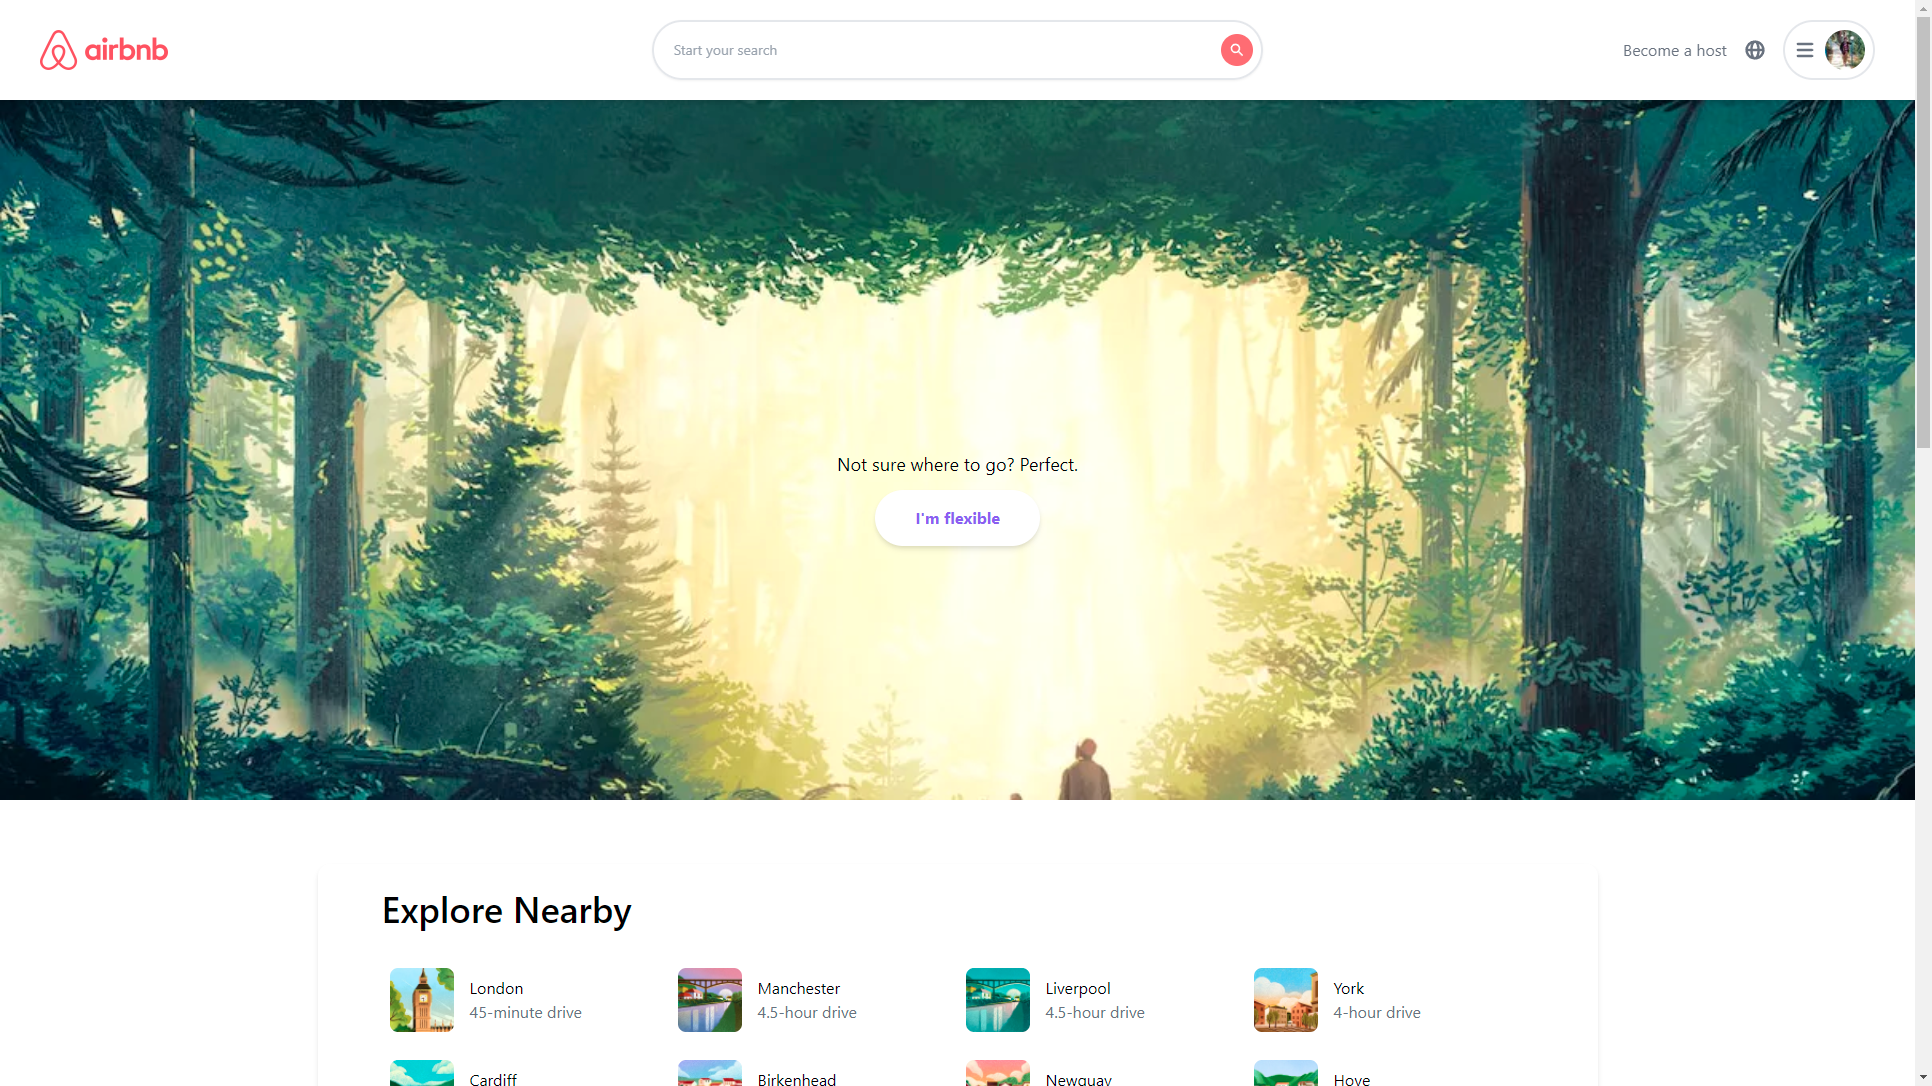 airbnb
Start your search
Become a host
Not sure where to go? Perfect.
I'm flexible
Explore Nearby
London
45-minute drive
Manchester
4.5-hour drive
Liverpool
4.5-hour drive
York
4-hour drive
Cardiff
Birkenhead
Newquay
Hove